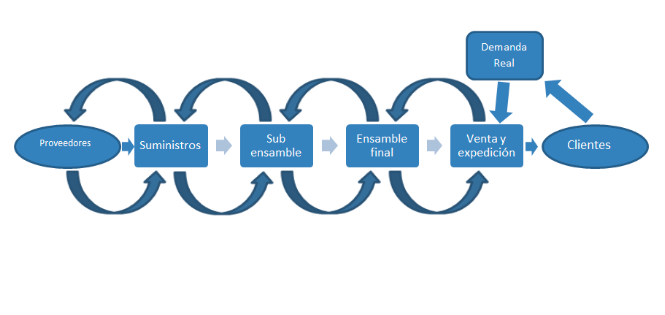 Demanda
Real
Proveedores
Suministros
Sub
ensamble
Ensamble
final
Venta y
expedición
Clientes